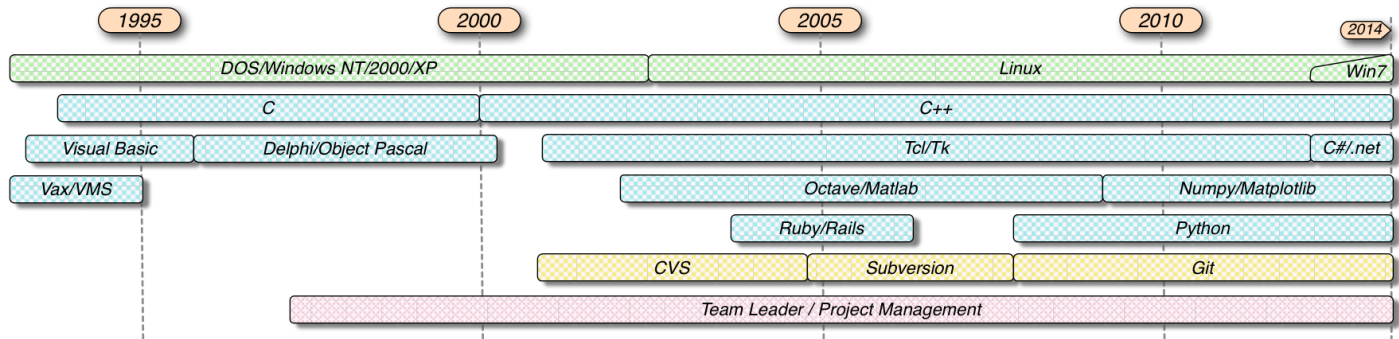 1995 2000 2005 2010 2014
DOS/Windows NT/2000/XP Linux Win7
C C++
Visual Basic Delphi/Object Pascal Tcl/Tk C#/.net
Vax/VMS Octave/Matlab Numpy/Matplotlib
Ruby/Rails Python
CVS Subversion Git
Team Leader / Project Management